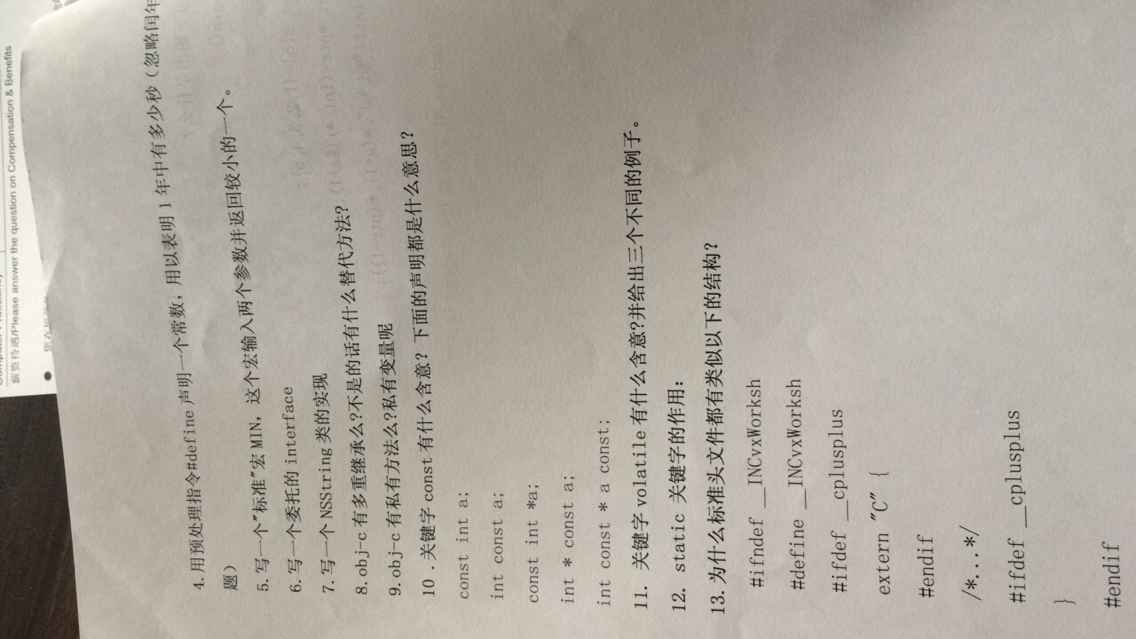 薪资待遇/Please answer the question on Compensation & Benefits
4.用预处理指令#define 声明一个常数，用以表明 1 年中有多少秒（忽略闰年
题）
5.写一个"标准"宏 MIN，这个宏输入两个参数并返回较小的一个。
6.写一个委托的 interface
7.写一个 NSString 类的实现
8.obj-c 有多重继承么?不是的话有什么替代方法?
9.obj-c 有私有方法么?私有变量呢
10 .关键字 const 有什么含意？下面的声明都是什么意思？
const int a;
int const a;
const int *a;
int * const a;
int const * a const;
11. 关键字 volatile 有什么含意?并给出三个不同的例子。
12. static 关键字的作用：
13.为什么标准头文件都有类似以下的结构？
#ifndef __INCvxWorksh
#define __INCvxWorksh
#ifdef __cplusplus
extern "C" {
#endif
/*...*/
#ifdef __cplusplus
}
#endif